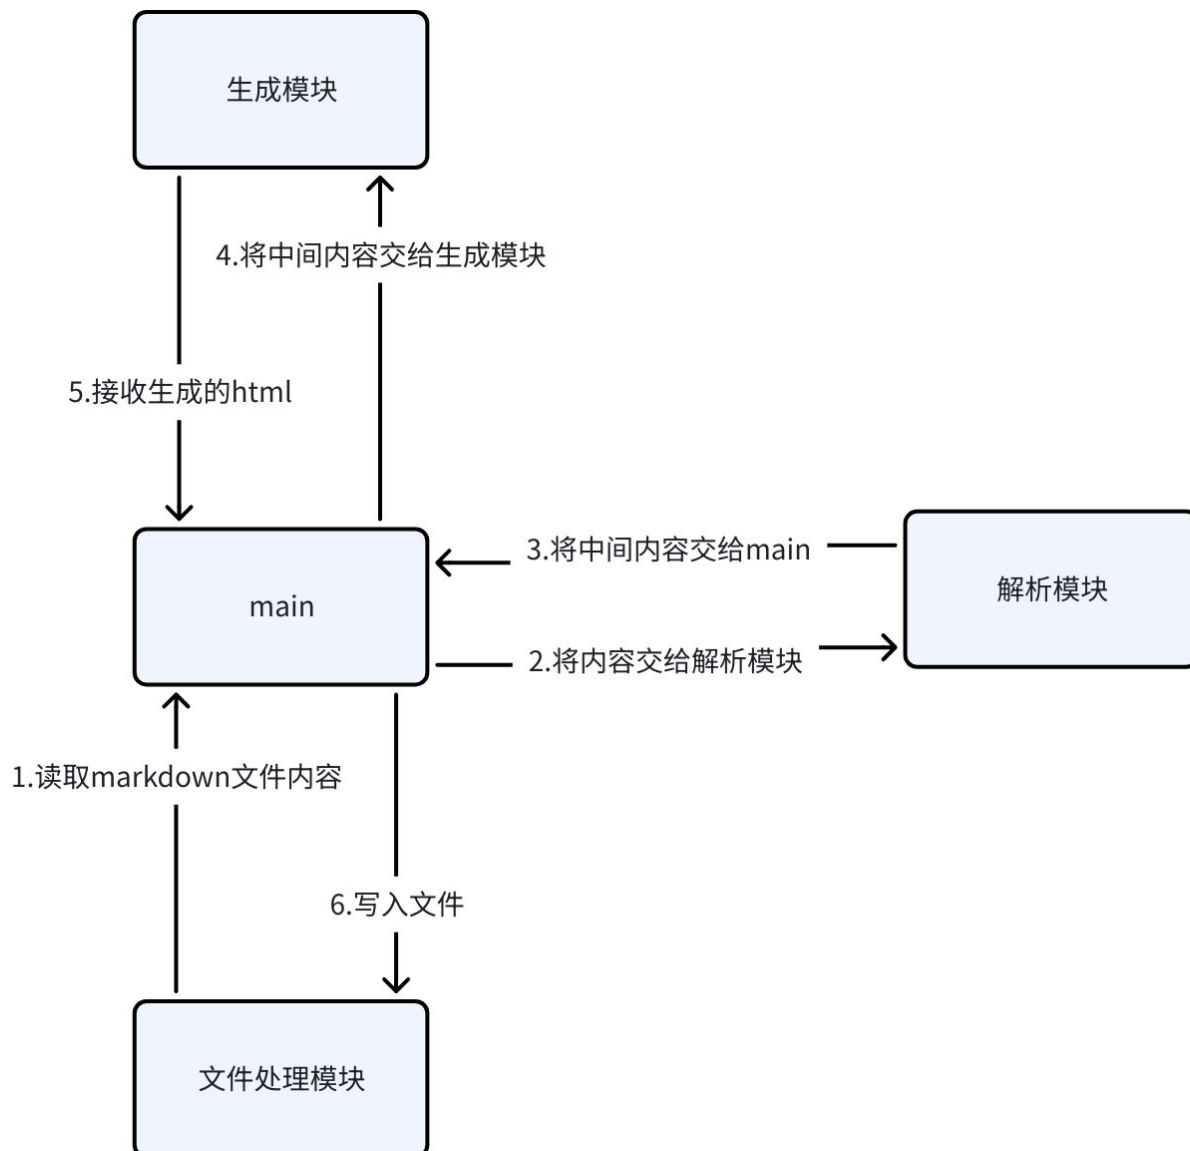 生成模块
4.将中间内容交给生成模块
5.接收生成的html
3.将中间内容交给main
解析模块
main
2.将内容交给解析模块
1.读取markdown文件内容
6.写入文件
文件处理模块